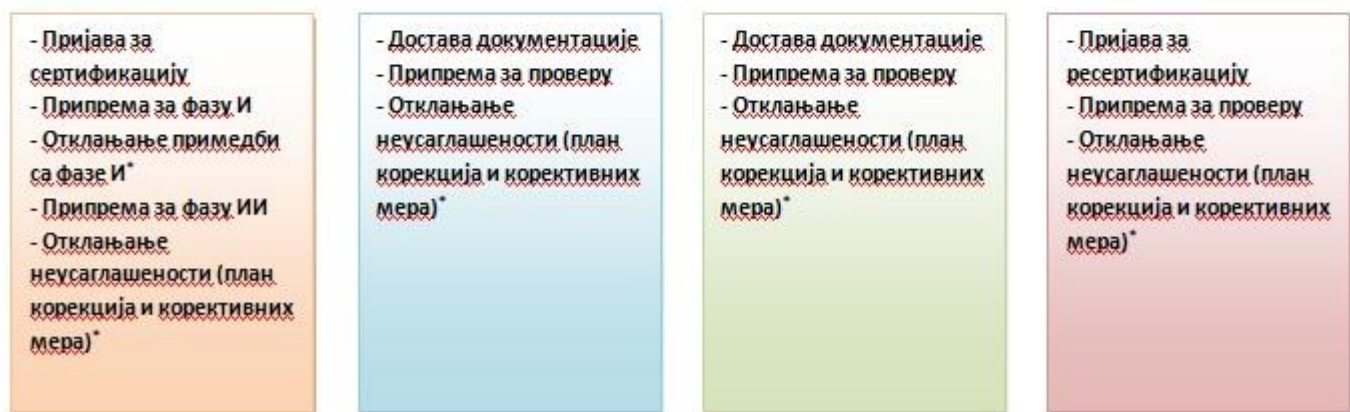 - Пријава за
сертификацију
- Припрема за фазу И
- Отклањање примедби
са фазе И*
- Припрема за фазу ИИ
- Отклањање
неусаглашености (план
корекција и корективних
мера)*
- Достава документације
- Припрема за проверу
- Отклањање
неусаглашености (план
корекција и корективних
мера)*
- Достава документације
- Припрема за проверу
- Отклањање
неусаглашености (план
корекција и корективних
мера)*
- Пријава за
ресертификацију
- Припрема за проверу
- Отклањање
неусаглашености (план
корекција и корективних
мера)*